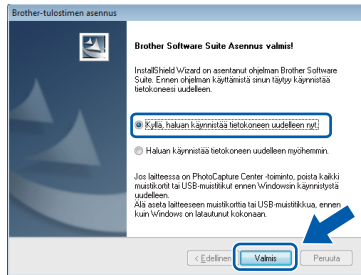 Brother-tulostimen asennus
Brother Software Suite Asennus valmis!
InstallShield Wizard on asentanut ohjelman Brother Software
Suite. Ennen ohjelman käyttämistä sinun täytyy käynnistää
tietokoneesi uudelleen.
Kyllä, haluan käynnistää tietokoneen uudelleen nyt.
Haluan käynnistää tietokoneen uudelleen myöhemmin.
Jos laitteessa on PhotoCapture Center -toiminto, poista kaikki
muistikortit tai USB-muistitikut ennen Windowsin käynnistystä
uudelleen.
Älä aseta laitteeseen muistikorttia tai USB-muistitikkua, ennen
kuin Windows on latautunut kokonaan.
< Edellinen
Valmis
Peruuta